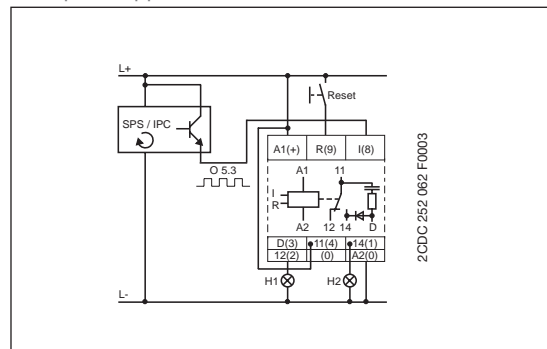 L+
Reset
SPS / IPC
A1(+) R(9) I(8)
O 5.3
A1 11
I
R
A2 12 14 D
D(3) 11(4) 14(1)
12(2) (0) A2(0)
H1 H2
L-
2CDC 252 062 F0003